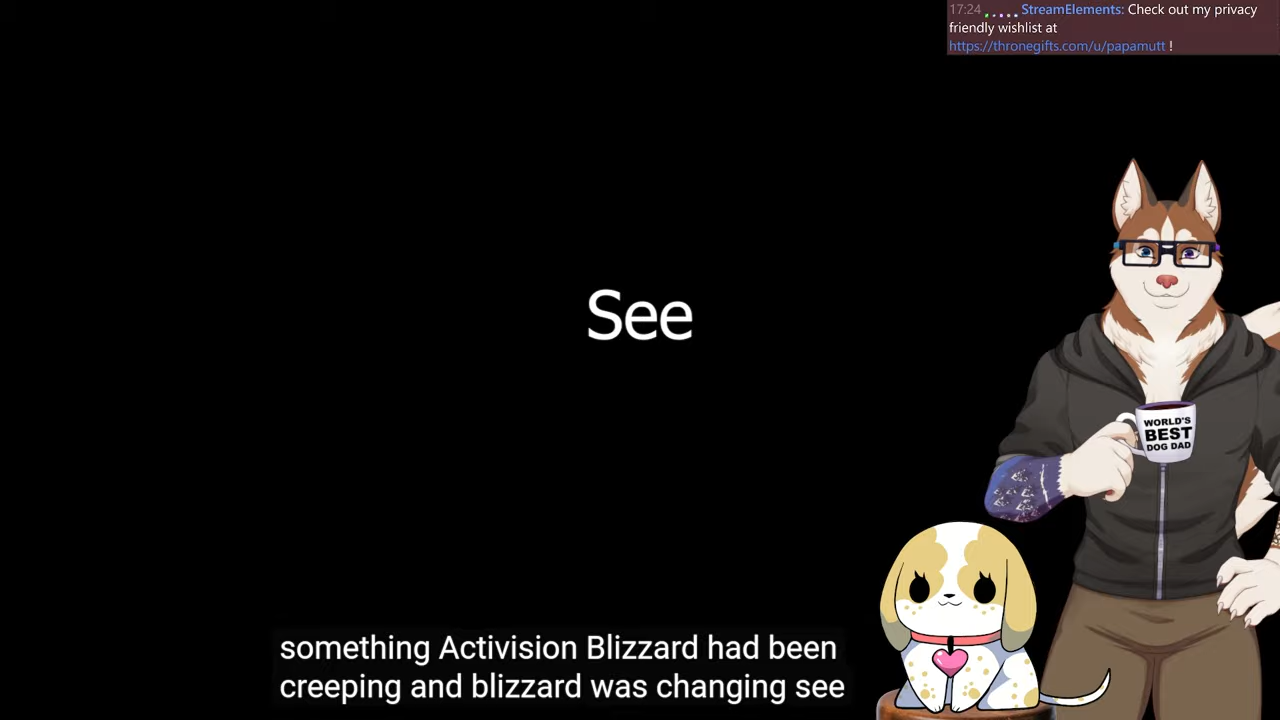 17:24 StreamElements: Check out my privacy
friendly wishlist at
https://thronegifts.com/u/papamutt !
See
WORLD'S
BEST
DOG DAD
something Activision Blizzard had been
creeping and blizzard was changing see